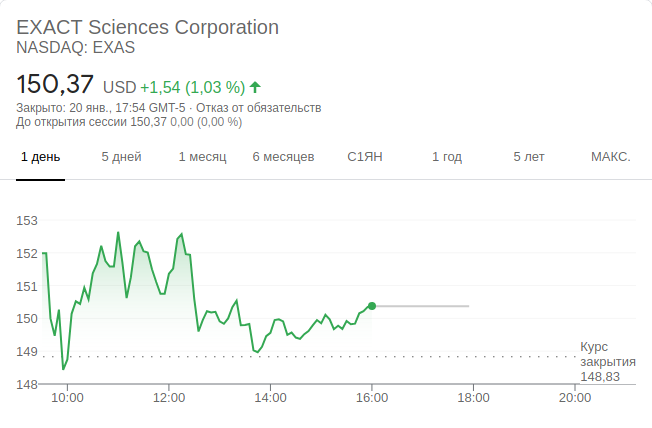 EXACT Sciences Corporation
NASDAQ: EXAS
150,37 USD +1,54 (1,03 %)
Закрыто: 20 янв., 17:54 GMT-5 · Отказ от обязательств
До открытия сессии 150,37 0,00 (0,00 %)
1 день 5 дней 1 месяц 6 месяцев С1ЯН 1 год 5 лет МАКС.
153
152
151
150
149
148
Курс
закрытия
148,83
10:00 12:00 14:00 16:00 18:00 20:00